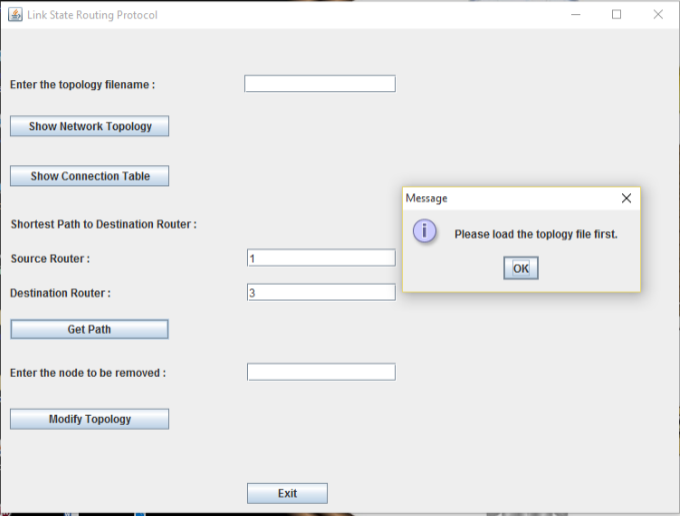 Link State Routing Protocol
Enter the topology filename :
Show Network Topology
Show Connection Table
Message
Please load the toplogy file first.
OK
Shortest Path to Destination Router :
Source Router :
1
Destination Router :
3
Get Path
Enter the node to be removed :
Modify Topology
Exit